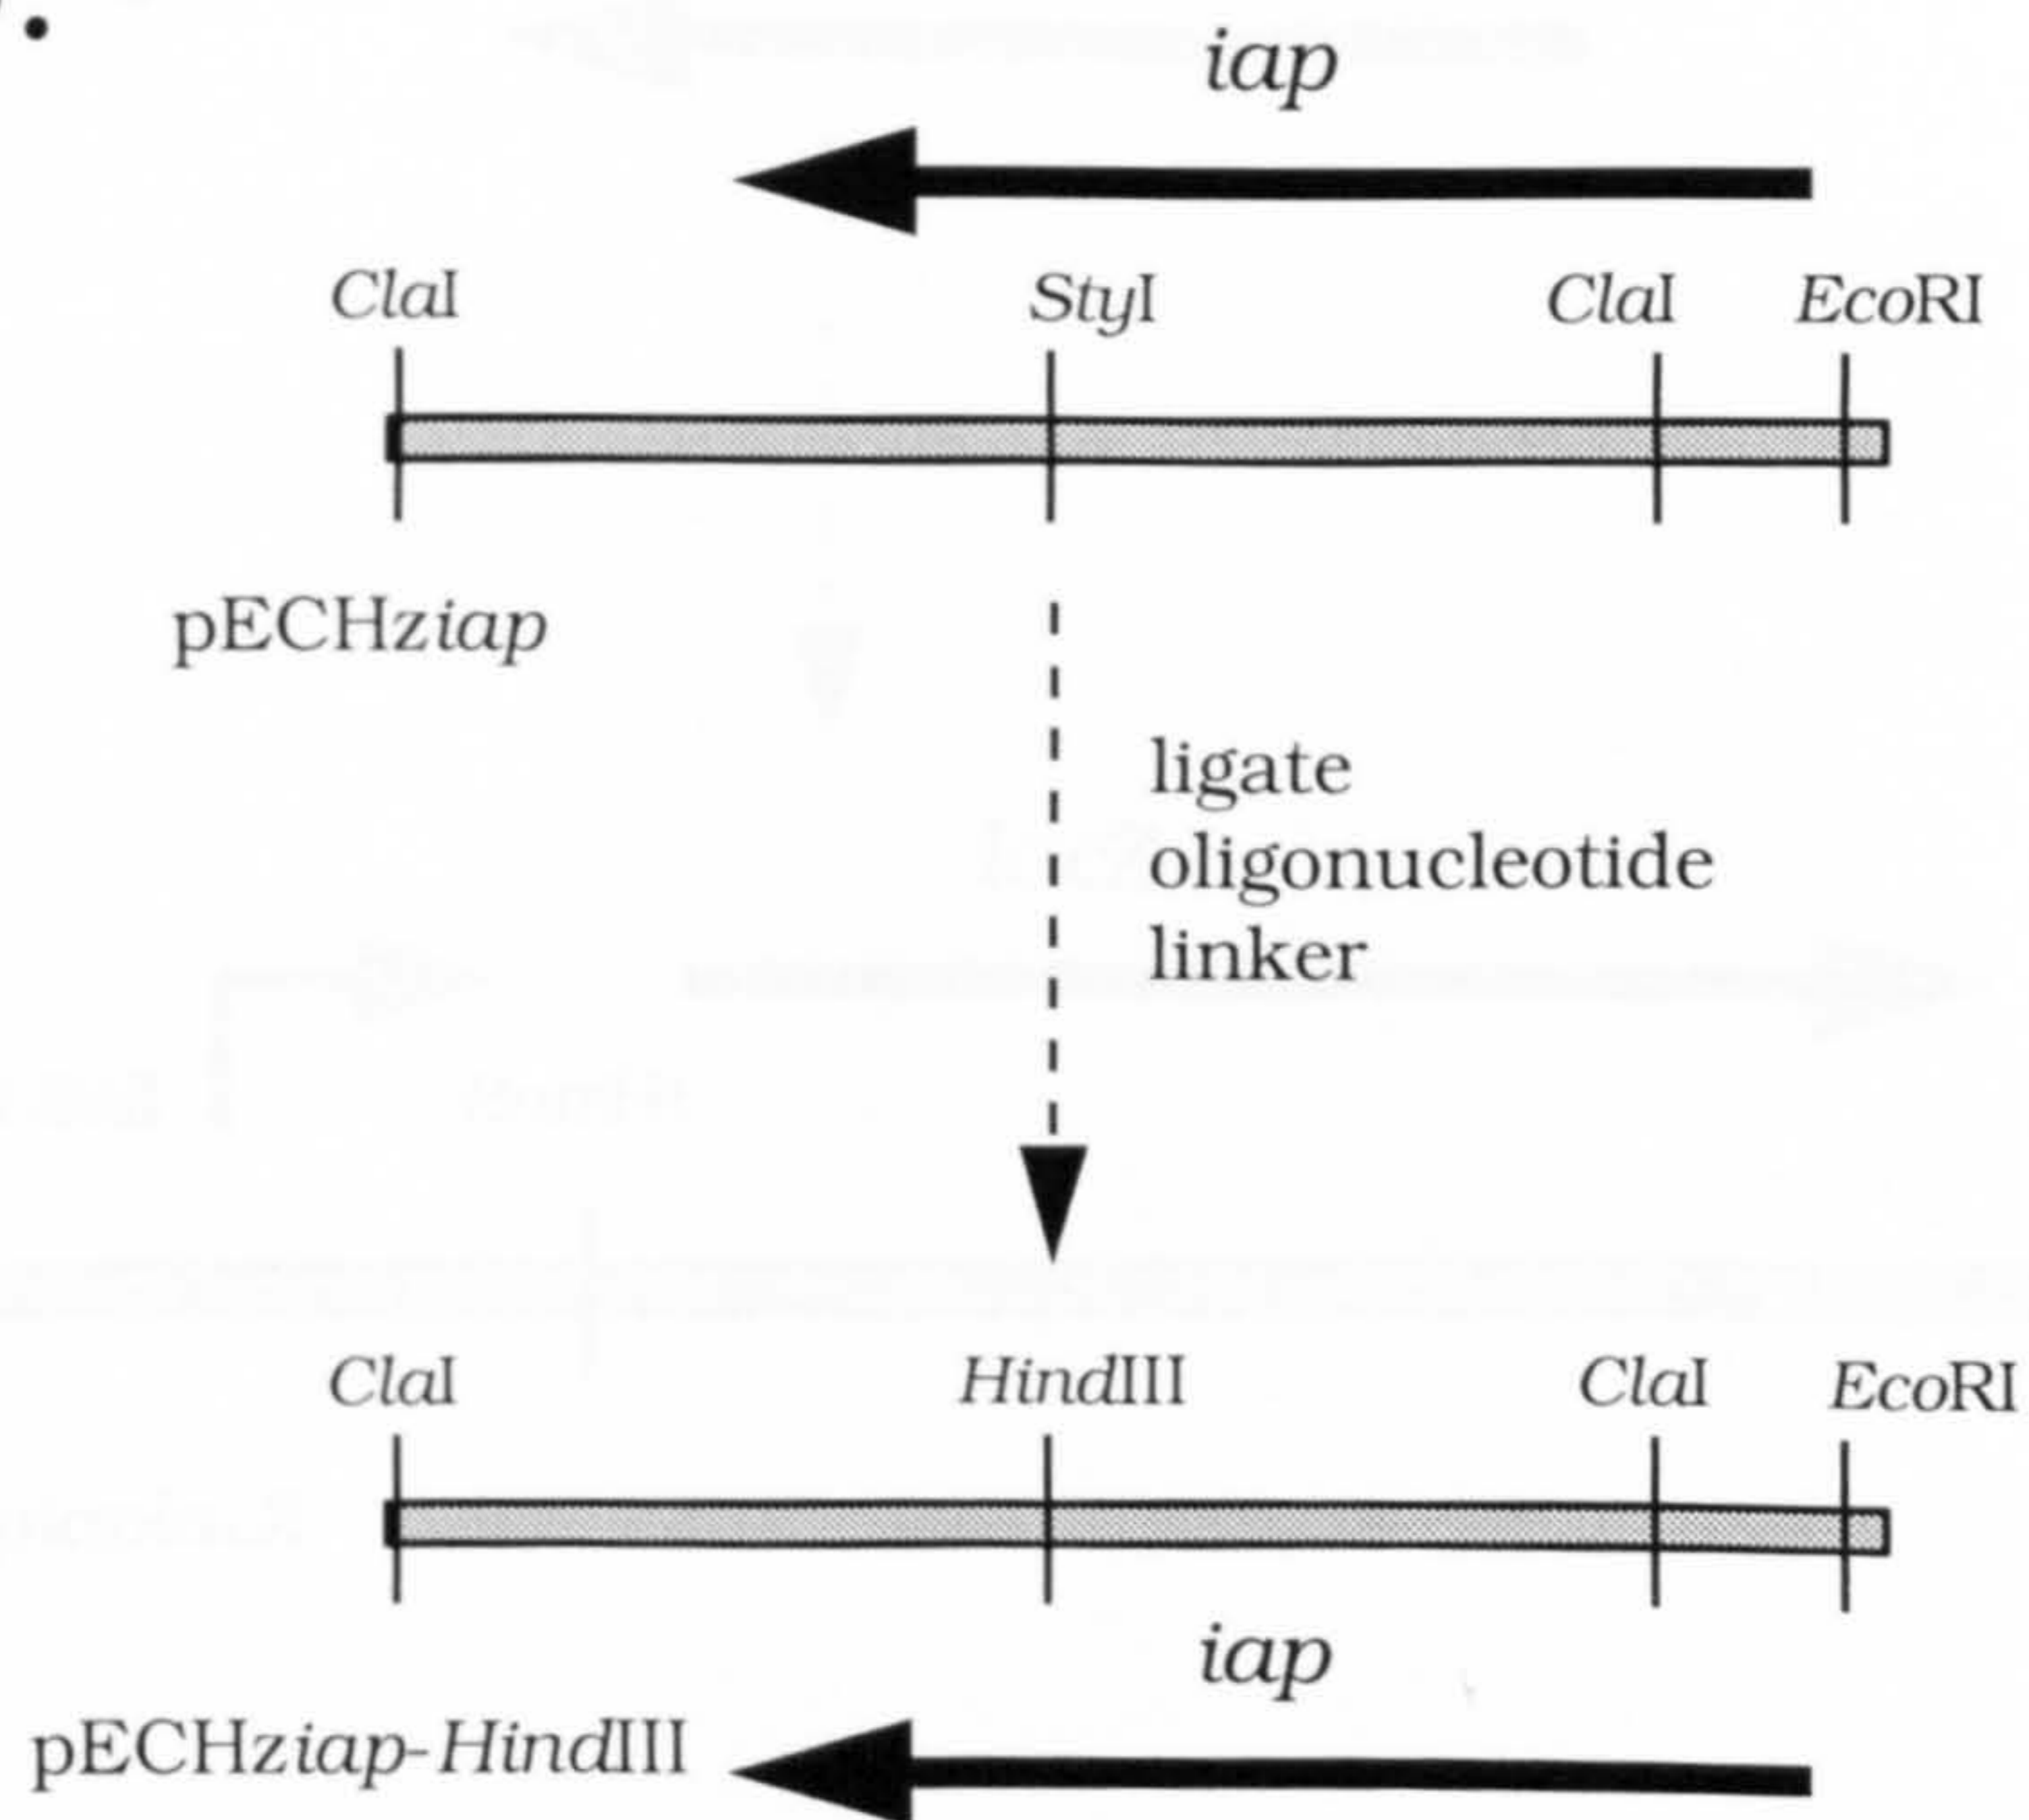 iap
ClaI StyI ClaI EcoRI
pECHziap
ligate
oligonucleotide
linker
ClaI HindIII ClaI EcoRI
iap
pECHziap-HindIII